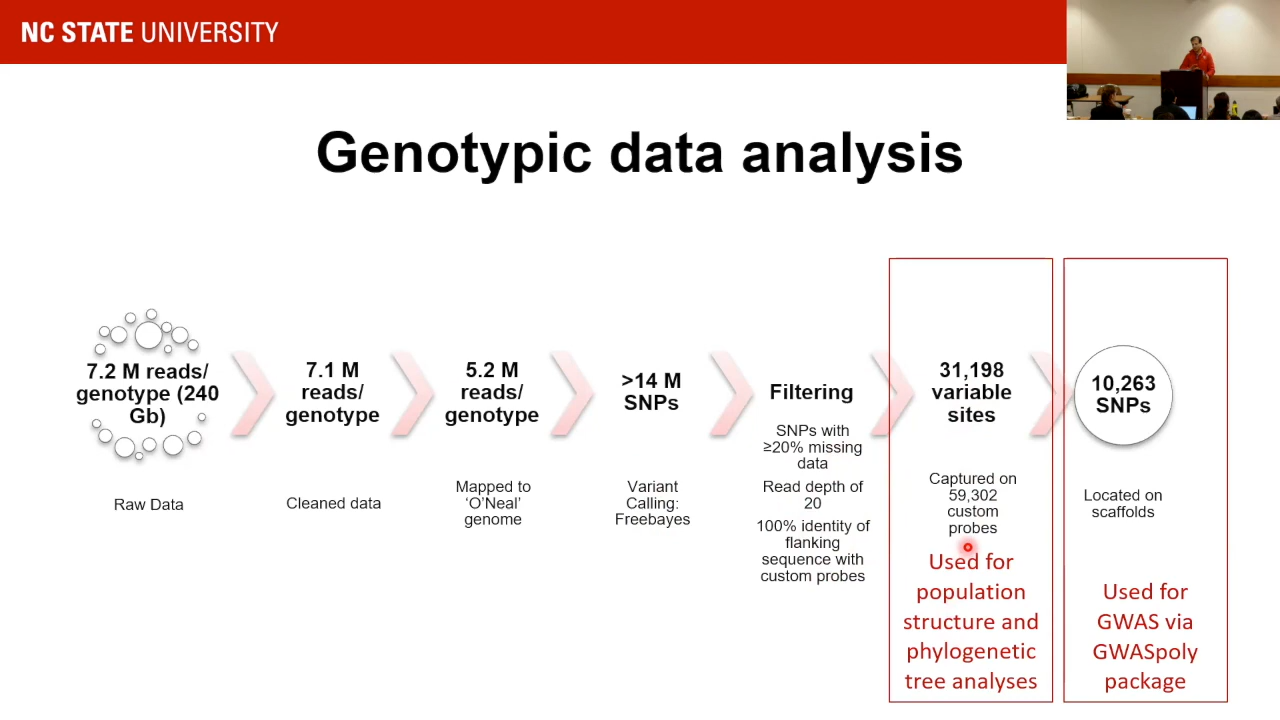 NC STATE UNIVERSITY
Genotypic data analysis
7.2 M reads/
genotype (240
Gb)
Raw Data
7.1 M
reads/
genotype
Cleaned data
5.2 M
reads/
genotype
Mapped to
‘O’Neal’
genome
>14 M
SNPs
Variant
Calling:
Freebayes
Filtering
SNPs with
≥20% missing
data
Read depth of
20
100% identity of
flanking
sequence with
custom probes
31,198
variable
sites
Captured on
59,302
custom
probes
Used for
population
structure and
phylogenetic
tree analyses
10,263
SNPs
Located on
scaffolds
Used for
GWAS via
GWASpoly
package